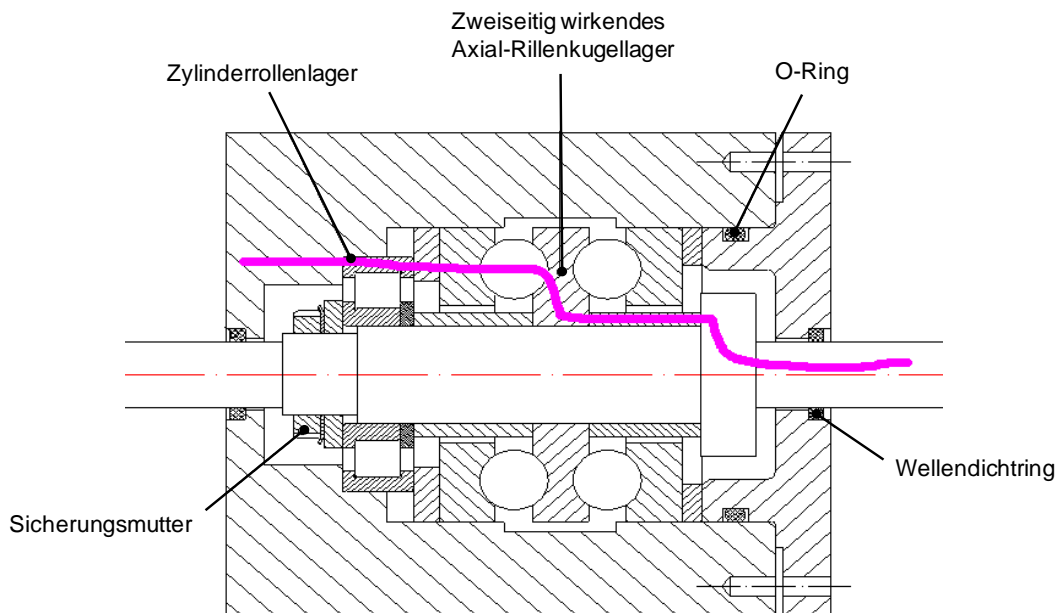 Zweiseitig wirkendes
Axial-Rillenkugellager
Zylinderrollenlager
O-Ring
Wellendichtring
Sicherungsmutter